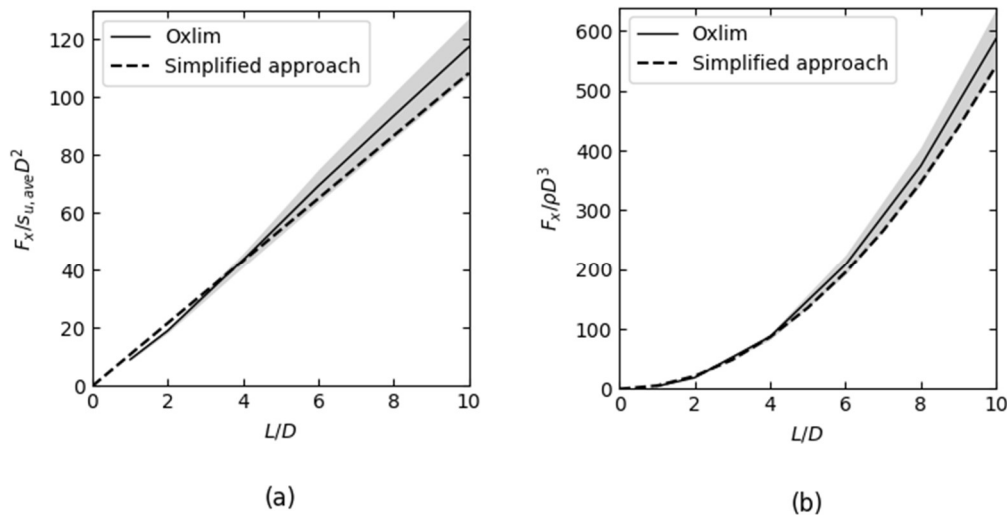 Oxlim
Simplified approach
120
100
80
60
40
20
0
F_x/s_{u,ave}D^2
0 2 4 6 8 10
L/D
(a)
Oxlim
Simplified approach
600
500
400
300
200
100
0
F_x/ρD^3
0 2 4 6 8 10
L/D
(b)